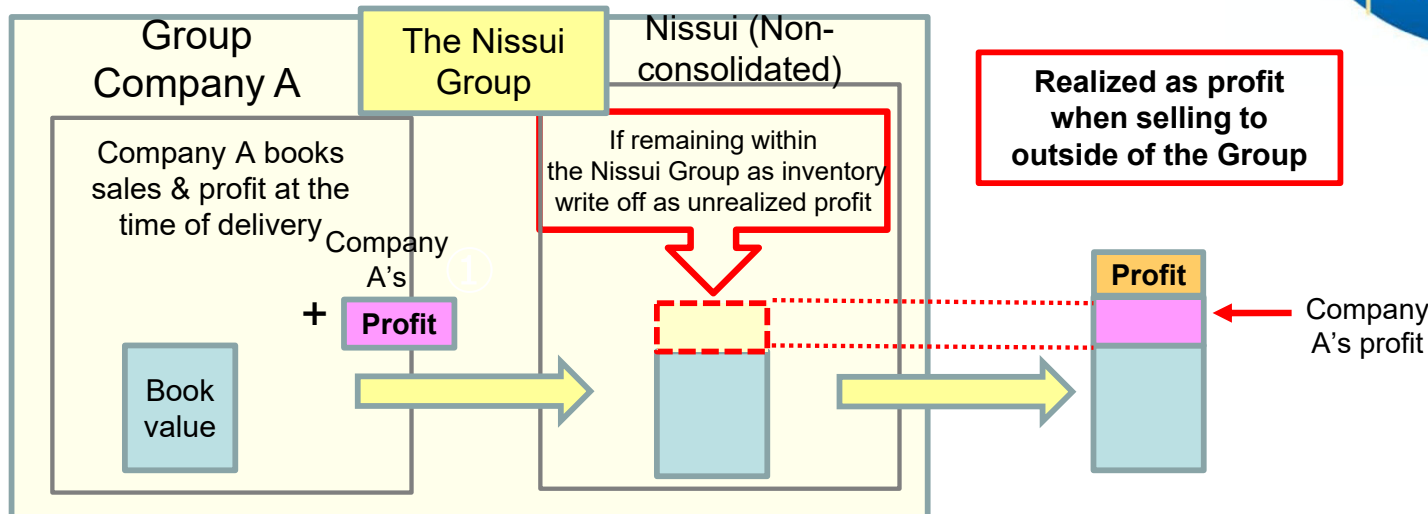 Group
Company A
The Nissui
Group
Nissui (Non-
consolidated)
Company A books
sales & profit at the
time of delivery
Company
A's
+
Profit
Book
value
If remaining within
the Nissui Group as inventory
write off as unrealized profit
Realized as profit
when selling to
outside of the Group
Profit
Company
A's profit